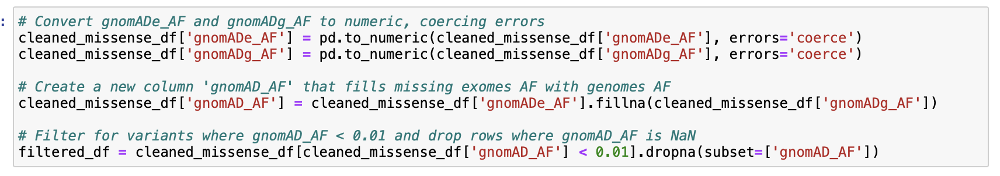 :
# Convert gnomADe_AF and gnomADg_AF to numeric, coercing errors
cleaned_missense_df['gnomADe_AF'] = pd.to_numeric(cleaned_missense_df['gnomADe_AF'], errors='coerce')
cleaned_missense_df['gnomADg_AF'] = pd.to_numeric(cleaned_missense_df['gnomADg_AF'], errors='coerce')
# Create a new column 'gnomAD_AF' that fills missing exomes AF with genomes AF
cleaned_missense_df['gnomAD_AF'] = cleaned_missense_df['gnomADe_AF'].fillna(cleaned_missense_df['gnomADg_AF'])
# Filter for variants where gnomAD_AF < 0.01 and drop rows where gnomAD_AF is NaN
filtered_df = cleaned_missense_df[cleaned_missense_df['gnomAD_AF'] < 0.01].dropna(subset=['gnomAD_AF'])